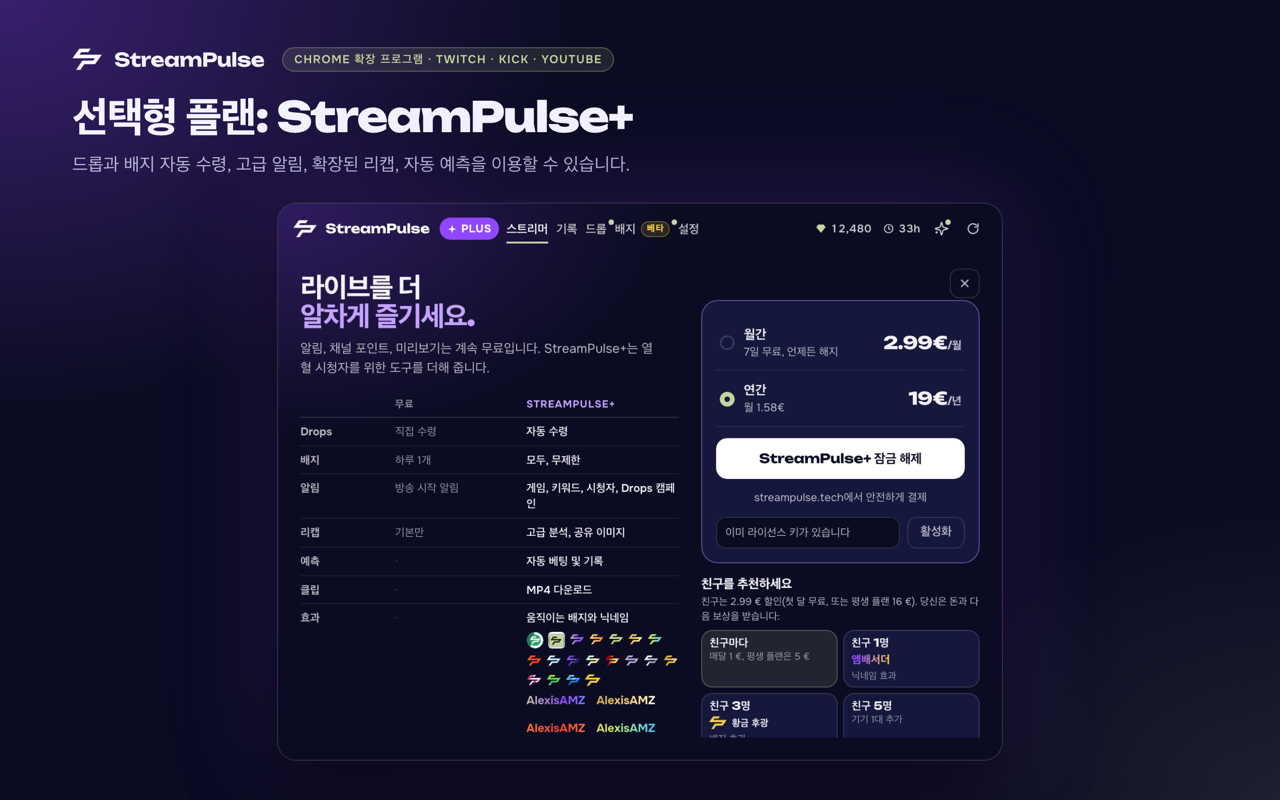 StreamPulse
CHROME 확장 프로그램 · TWITCH · KICK · YOUTUBE
선택형 플랜: StreamPulse+
드롭과 배지 자동 수령, 고급 알림, 확장된 리캡, 자동 예측을 이용할 수 있습니다.
StreamPulse
PLUS
스트리머
기록
드롭
배지
베타
설정
12,480
33h
라이브를 더
알차게 즐기세요.
알림, 채널 포인트, 미리보기는 계속 무료입니다. StreamPulse+는 열
혈 시청자를 위한 도구를 더해 줍니다.
무료 STREAMPULSE+
Drops 직접 수령 자동 수령
배지 하루 1개 모두, 무제한
알림 방송 시작 알림 게임, 키워드, 시청자, Drops 캠페
인
리캡 기본만 고급 분석, 공유 이미지
예측 · 자동 베팅 및 기록
클립 · MP4 다운로드
효과 · 움직이는 배지와 닉네임
AlexisAMZ AlexisAMZ
AlexisAMZ AlexisAMZ
월간
7일 무료, 언제든 해지
2.99€/월
연간
월 1.58€
19€/년
StreamPulse+ 잠금 해제
streampulse.tech에서 안전하게 결제
이미 라이선스 키가 있습니다
활성화
친구를 추천하세요
친구는 2.99 € 할인(첫 달 무료, 또는 평생 플랜 16 €). 당신은 돈과 다
음 보상을 받습니다:
친구마다
매달 1 €, 평생 플랜은 5 €
친구 1명
앰배서더
닉네임 효과
친구 3명
황금 후광
친구 5명
기기 1대 추가